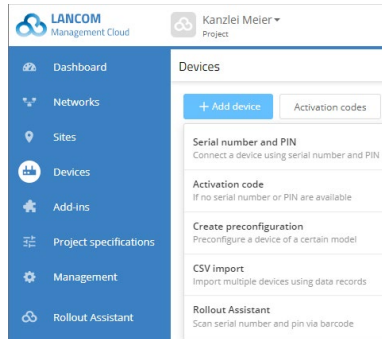 LANCOM
Management Cloud
Kanzlei Meier
Project
Dashboard
Networks
Sites
Devices
Add-ins
Project specifications
Management
Rollout Assistant
Devices
+ Add device
Activation codes
Serial number and PIN
Connect a device using serial number and PIN
Activation code
If no serial number or PIN are available
Create preconfiguration
Preconfigure a device of a certain model
CSV import
Import multiple devices using data records
Rollout Assistant
Scan serial number and pin via barcode